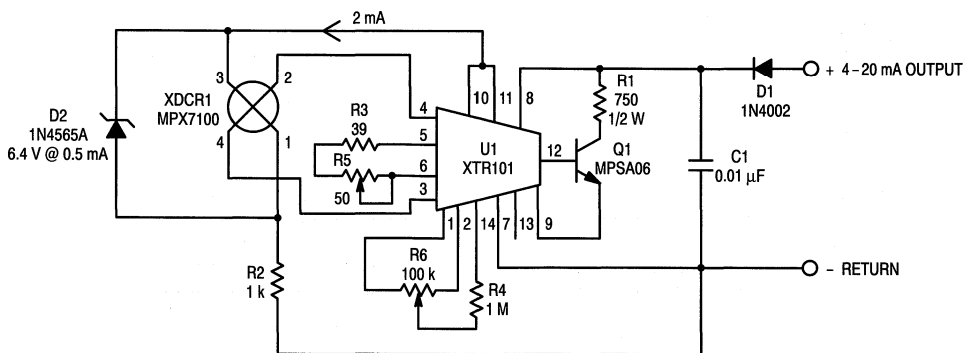 2 mA
+ 4–20 mA OUTPUT
D1
1N4002
R1
750
1/2 W
3
2
XDCR1
MPX7100
4
1
D2
1N4565A
6.4 V @ 0.5 mA
R3
39
R5
50
4
5
6
3
10
11
8
U1
XTR101
12
Q1
MPSA06
C1
0.01 µF
1
2
14
7
13
9
R6
100 k
R4
1 M
R2
1 k
– RETURN